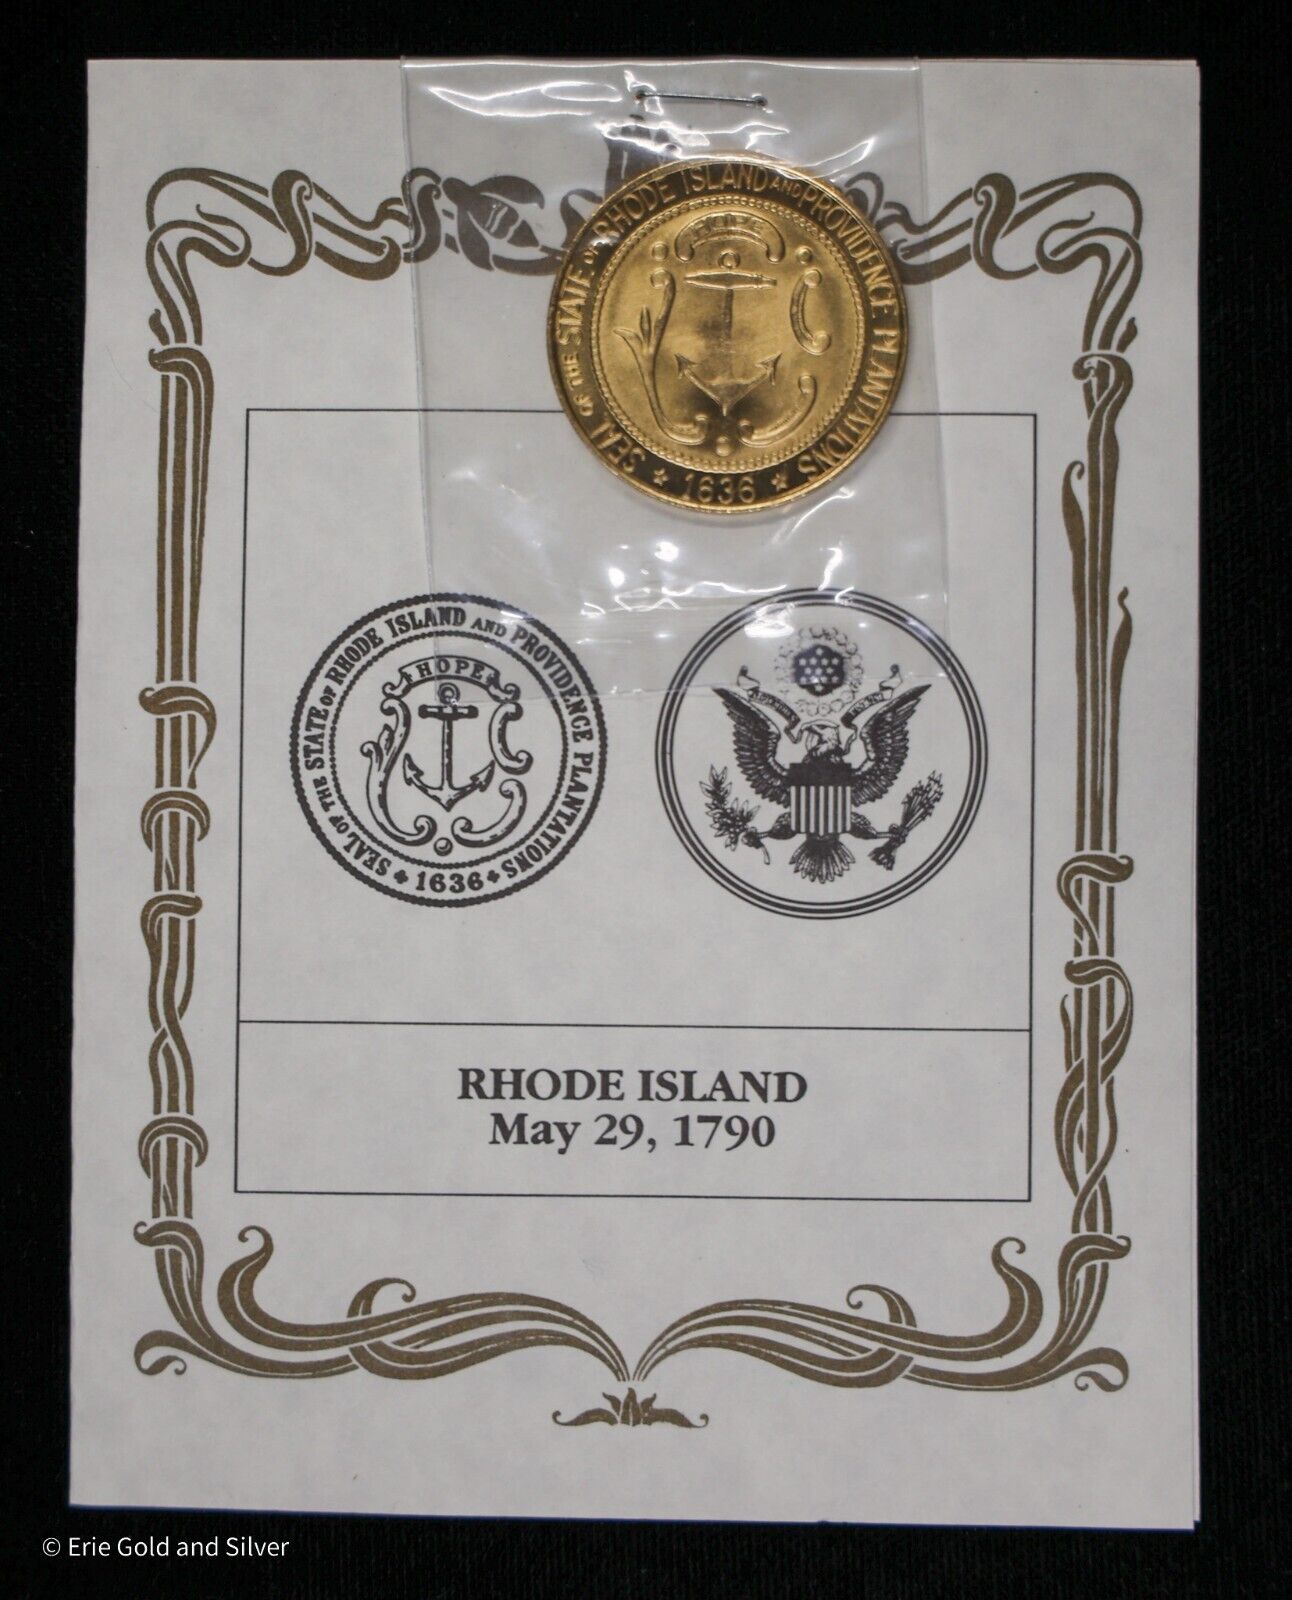 SEAL OF THE STATE OF RHODE ISLAND AND PROVIDENCE PLANTATIONS
HOPE
★ 1636 ★
SEAL OF THE STATE OF RHODE ISLAND AND PROVIDENCE PLANTATIONS
HOPE
1636
RHODE ISLAND
May 29, 1790
© Erie Gold and Silver